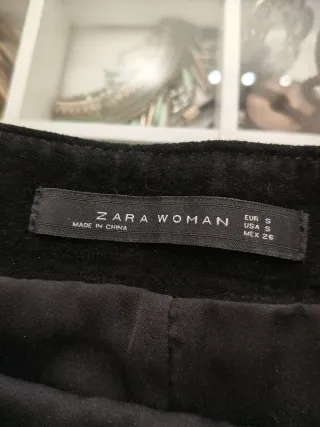 ZARA WOMAN
MADE IN CHINA
EUR S
USA S
MEX 26